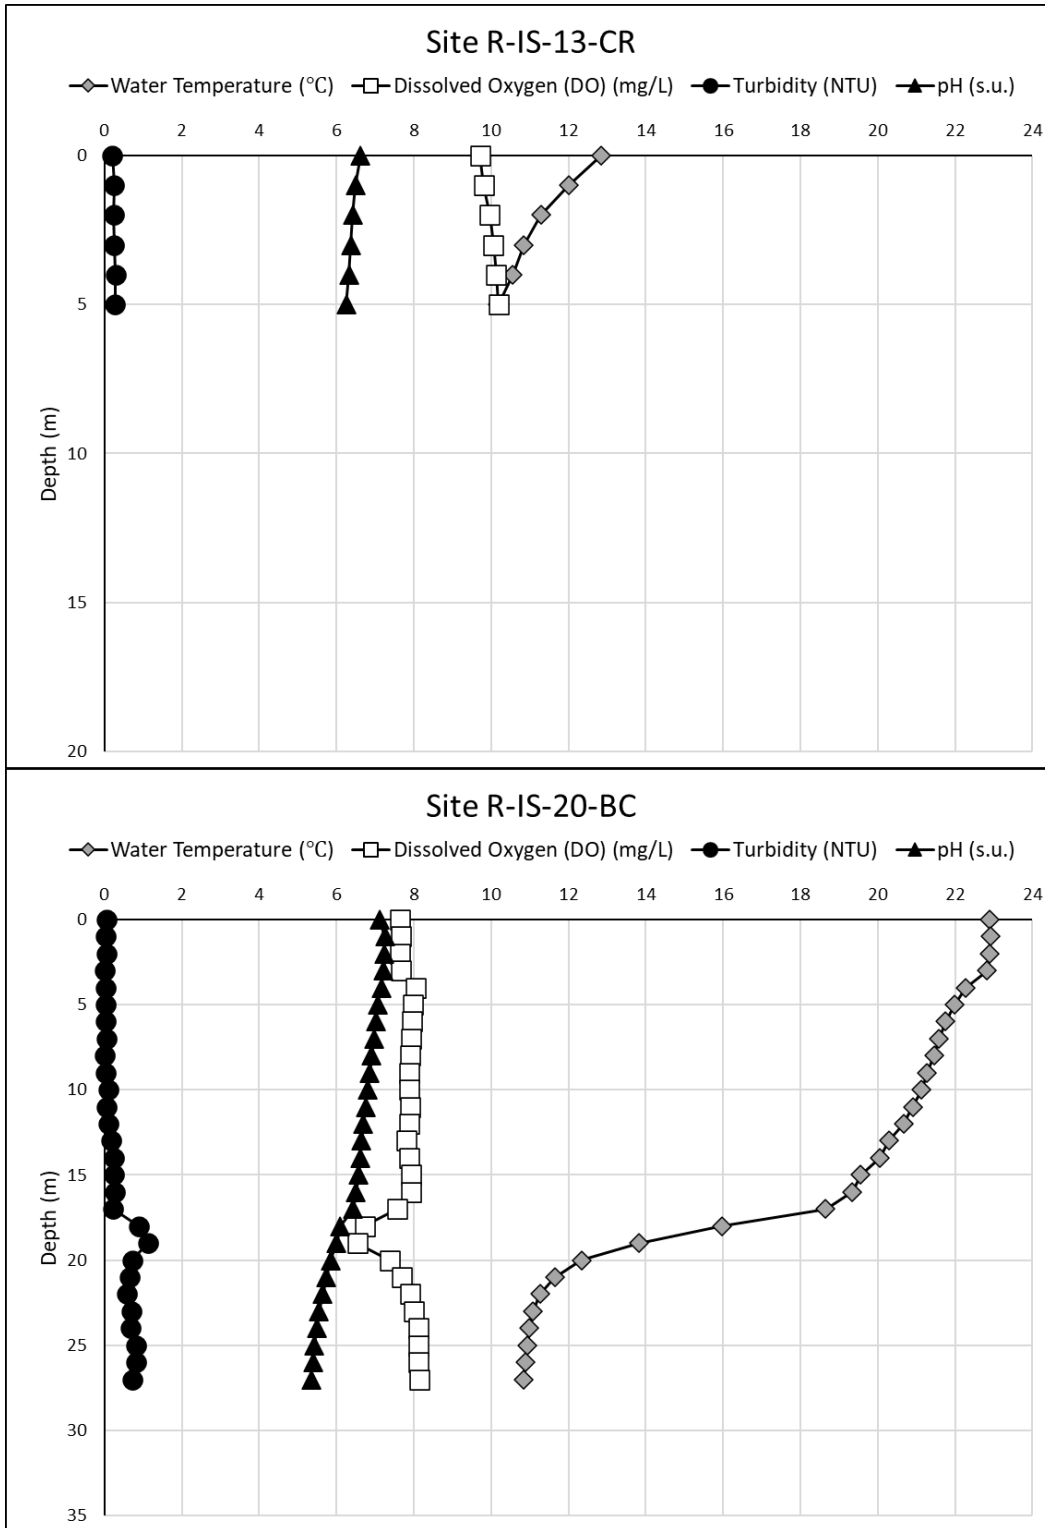 Site R-IS-13-CR
Water Temperature (°C) Dissolved Oxygen (DO) (mg/L) Turbidity (NTU) pH (s.u.)
0 2 4 6 8 10 12 14 16 18 20 22 24
0
5
10
15
20
Depth (m)
Site R-IS-20-BC
Water Temperature (°C) Dissolved Oxygen (DO) (mg/L) Turbidity (NTU) pH (s.u.)
0 2 4 6 8 10 12 14 16 18 20 22 24
0
5
10
15
20
25
30
35
Depth (m)